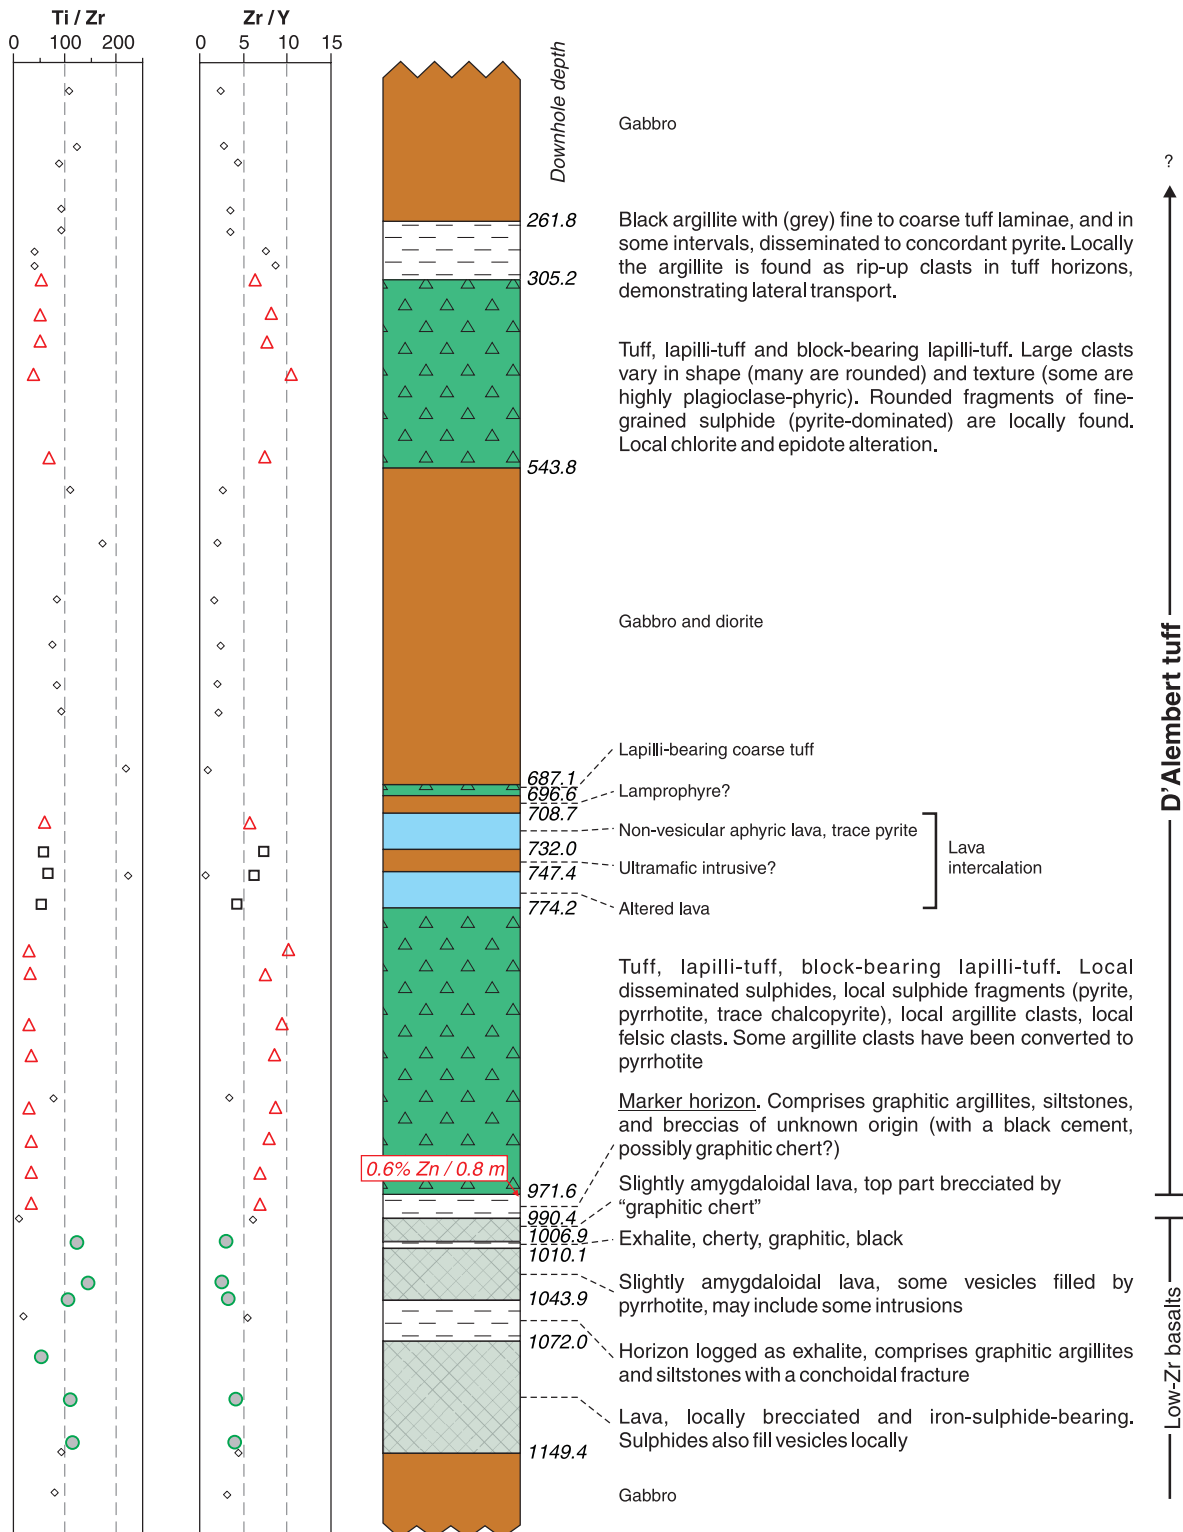 Ti / Zr
Zr / Y
0 100 200
0 5 10 15
Downhole depth
Gabbro
?
261.8
Black argillite with (grey) fine to coarse tuff laminae, and in
some intervals, disseminated to concordant pyrite. Locally
the argillite is found as rip-up clasts in tuff horizons,
demonstrating lateral transport.
305.2
Tuff, lapilli-tuff and block-bearing lapilli-tuff. Large clasts
vary in shape (many are rounded) and texture (some are
highly plagioclase-phyric). Rounded fragments of fine-
grained sulphide (pyrite-dominated) are locally found.
Local chlorite and epidote alteration.
543.8
Gabbro and diorite
D'Alembert tuff
Lapilli-bearing coarse tuff
687.1
696.6
Lamprophyre?
708.7
Non-vesicular aphyric lava, trace pyrite
732.0
Ultramafic intrusive?
747.4
Lava
intercalation
Altered lava
774.2
Tuff, lapilli-tuff, block-bearing lapilli-tuff. Local
disseminated sulphides, local sulphide fragments (pyrite,
pyrrhotite, trace chalcopyrite), local argillite clasts, local
felsic clasts. Some argillite clasts have been converted to
pyrrhotite
Marker horizon. Comprises graphitic argillites, siltstones,
and breccias of unknown origin (with a black cement,
possibly graphitic chert?)
0.6% Zn / 0.8 m
971.6
Slightly amygdaloidal lava, top part brecciated by
“graphitic chert”
990.4
1006.9
Exhalite, cherty, graphitic, black
1010.1
Slightly amygdaloidal lava, some vesicles filled by
pyrrhotite, may include some intrusions
1043.9
1072.0
Horizon logged as exhalite, comprises graphitic argillites
and siltstones with a conchoidal fracture
Low-Zr basalts
Lava, locally brecciated and iron-sulphide-bearing.
Sulphides also fill vesicles locally
1149.4
Gabbro